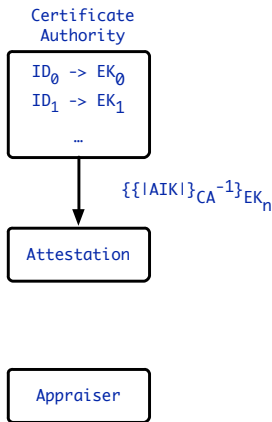 Certificate
Authority
ID₀ -> EK₀
ID₁ -> EK₁
…
{{|AIK|}CA⁻¹}EKₙ
Attestation
Appraiser